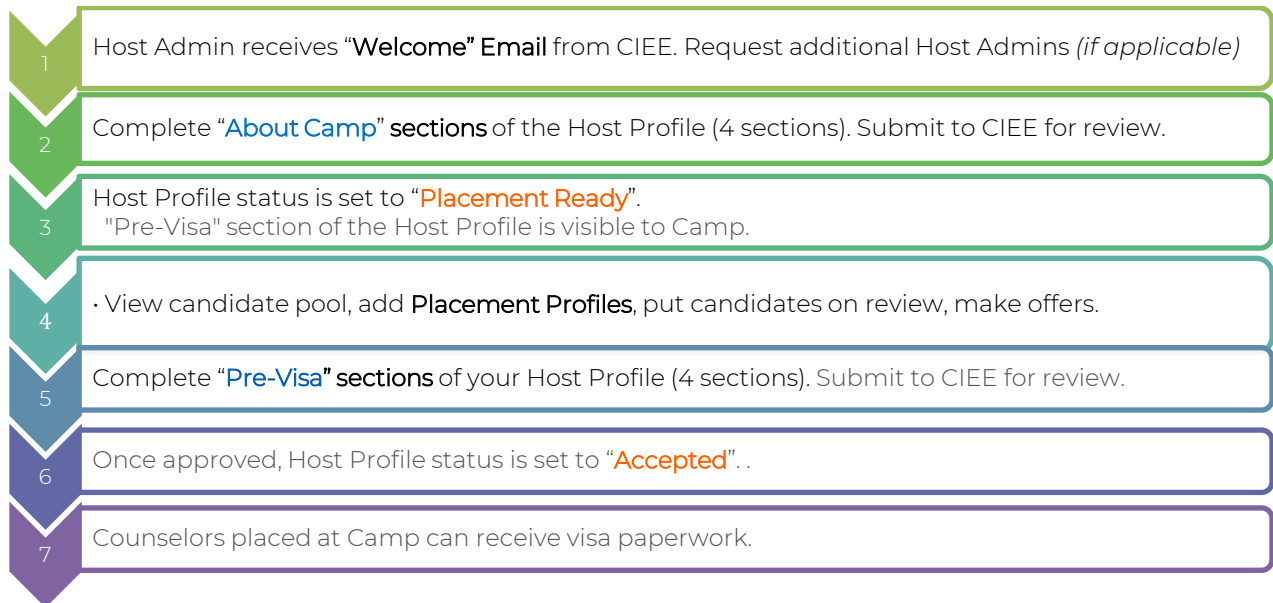 1
Host Admin receives “Welcome” Email from CIEE. Request additional Host Admins (if applicable)
2
Complete “About Camp” sections of the Host Profile (4 sections). Submit to CIEE for review.
3
Host Profile status is set to “Placement Ready”.
"Pre-Visa" section of the Host Profile is visible to Camp.
4
• View candidate pool, add Placement Profiles, put candidates on review, make offers.
5
Complete “Pre-Visa” sections of your Host Profile (4 sections). Submit to CIEE for review.
6
Once approved, Host Profile status is set to “Accepted”. .
7
Counselors placed at Camp can receive visa paperwork.